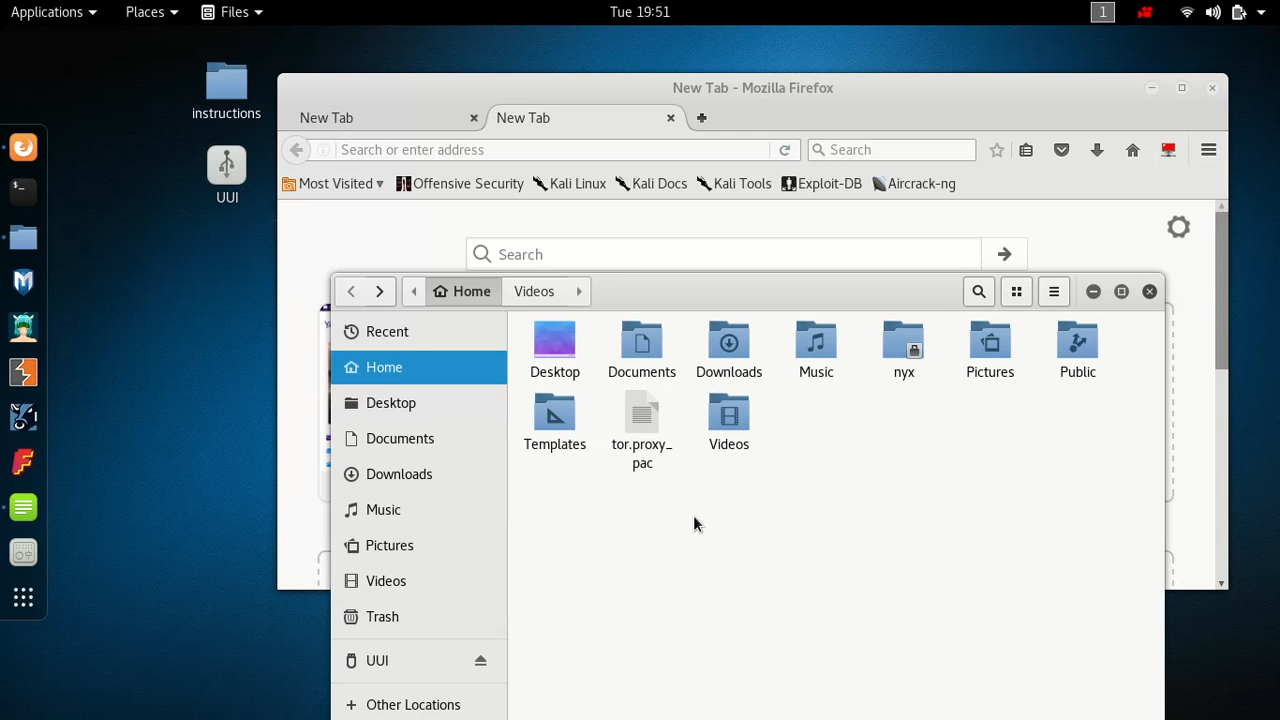 Applications Places Files Tue 19:51 1
instructions
UUI
New Tab - Mozilla Firefox
New Tab New Tab
Search or enter address Search
Most Visited Offensive Security Kali Linux Kali Docs Kali Tools Exploit-DB Aircrack-ng
Search
Home Videos
Recent
Home
Desktop
Documents
Downloads
Music
Pictures
Videos
Trash
UUI
Other Locations
Desktop Documents Downloads Music nyx Pictures Public
Templates tor.proxy_ Videos
pac